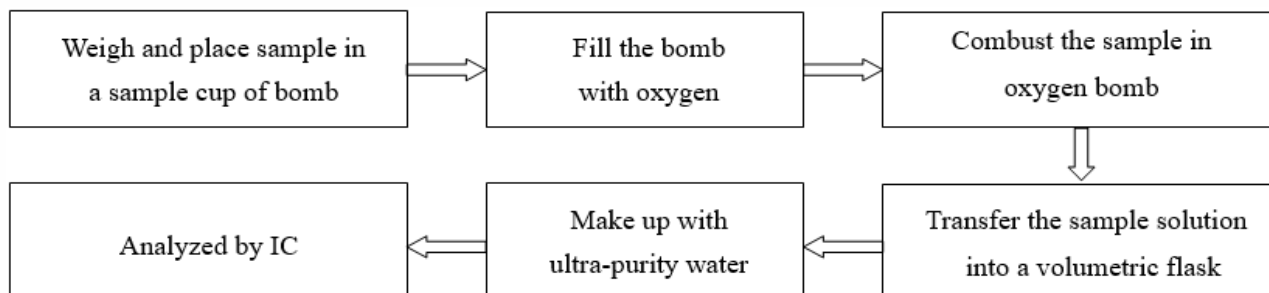 Weigh and place sample in
a sample cup of bomb
Fill the bomb
with oxygen
Combust the sample in
oxygen bomb
Transfer the sample solution
into a volumetric flask
Make up with
ultra-purity water
Analyzed by IC